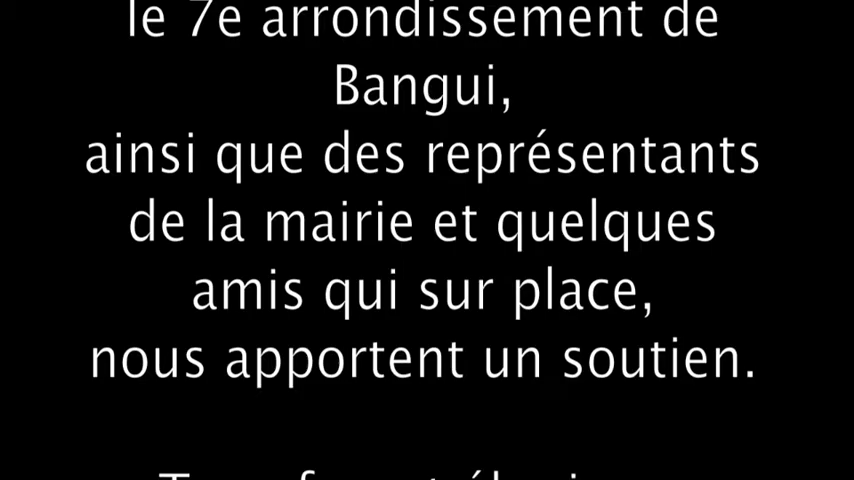 le 7e arrondissement de
Bangui,
ainsi que des représentants
de la mairie et quelques
amis qui sur place,
nous apportent un soutien.